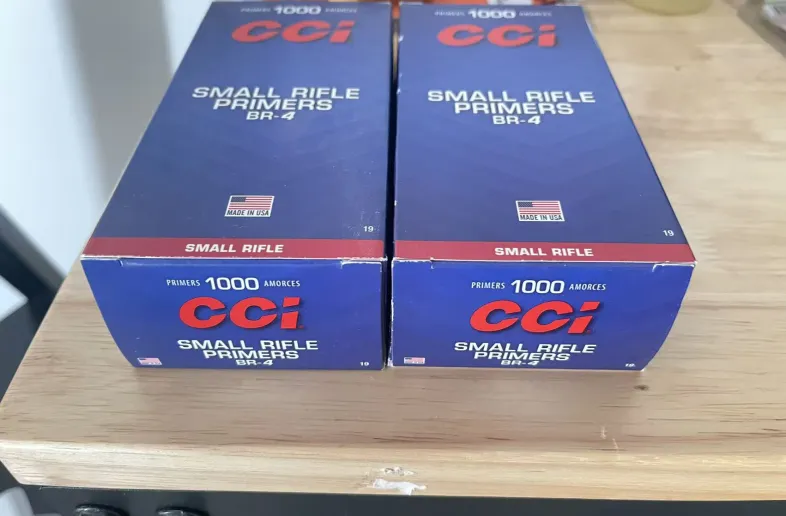 PRIMERS 1000 AMORCES
CCI
SMALL RIFLE
PRIMERS
BR-4
MADE IN USA
19
SMALL RIFLE
PRIMERS 1000 AMORCES
CCI
SMALL RIFLE
PRIMERS
BR-4
19
PRIMERS 1000 AMORCES
CCI
SMALL RIFLE
PRIMERS
BR-4
MADE IN USA
19
SMALL RIFLE
PRIMERS 1000 AMORCES
CCI
SMALL RIFLE
PRIMERS
BR-4
19